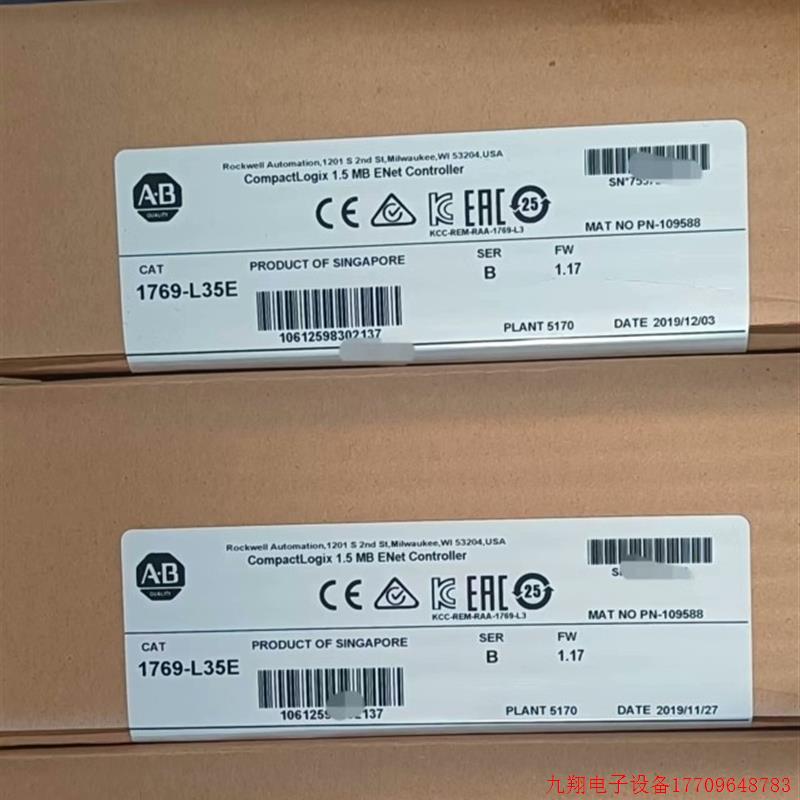 Rockwell Automation,1201 S 2nd St,Milwaukee,WI 53204,USA
CompactLogix 1.5 MB ENet Controller
A·B
QUALITY
CE
EAC
25
KCC-REM-RAA-1769-L3
MAT NO PN-109588
CAT
1769-L35E
PRODUCT OF SINGAPORE
10612598302137
SER
B
FW
1.17
PLANT 5170
DATE 2019/12/03
Rockwell Automation,1201 S 2nd St,Milwaukee,WI 53204,USA
CompactLogix 1.5 MB ENet Controller
A·B
QUALITY
CE
EAC
25
KCC-REM-RAA-1769-L3
MAT NO PN-109588
CAT
1769-L35E
PRODUCT OF SINGAPORE
SER
B
FW
1.17
PLANT 5170
DATE 2019/11/27
九翔电子设备17709648783